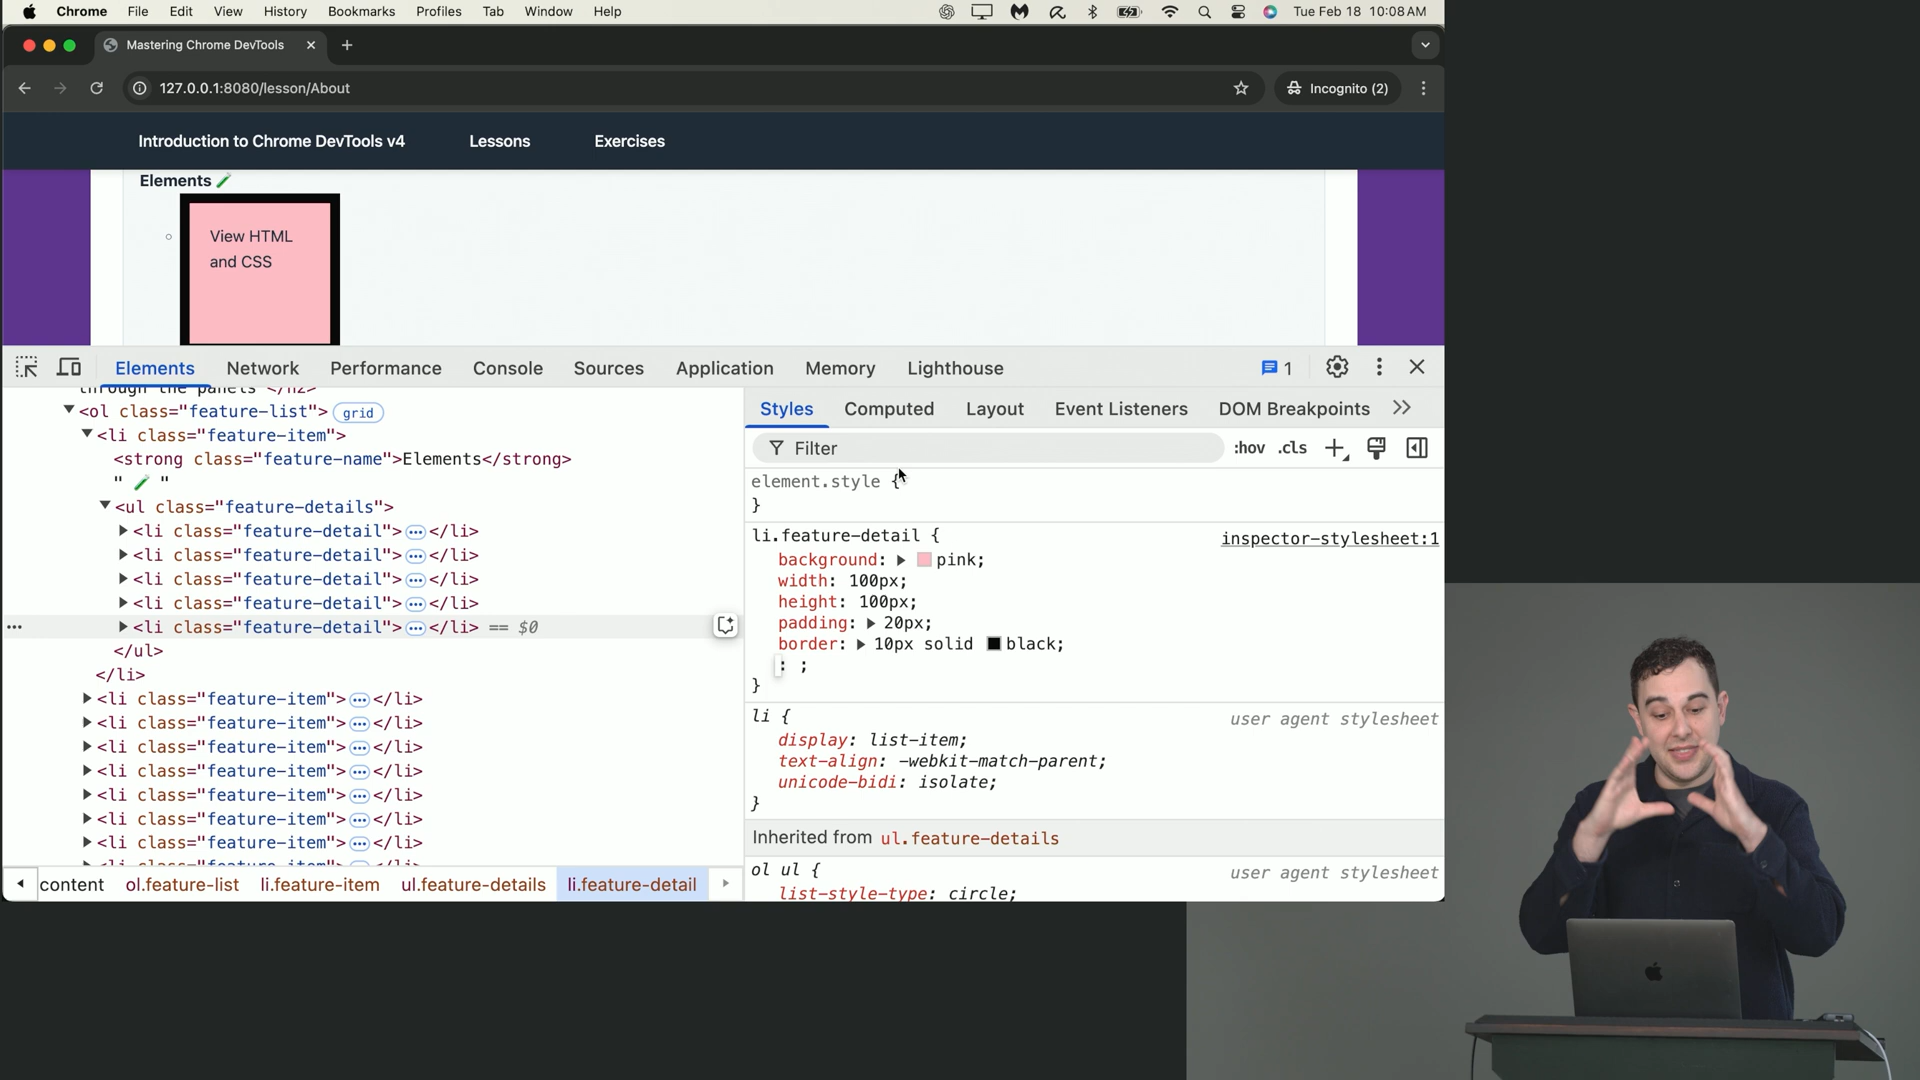 Chrome File Edit View History Bookmarks Profiles Tab Window Help Tue Feb 18 10:08 AM
Mastering Chrome DevTools
127.0.0.1:8080/lesson/About Incognito (2)
Introduction to Chrome DevTools v4 Lessons Exercises
Elements
View HTML
and CSS
Elements Network Performance Console Sources Application Memory Lighthouse 1
through the panels </h2>
<ol class="feature-list"> grid
<li class="feature-item">
<strong class="feature-name">Elements</strong>
" "
<ul class="feature-details">
<li class="feature-detail"> … </li>
<li class="feature-detail"> … </li>
<li class="feature-detail"> … </li>
<li class="feature-detail"> … </li>
… <li class="feature-detail"> … </li> == $0
</ul>
</li>
<li class="feature-item"> … </li>
<li class="feature-item"> … </li>
<li class="feature-item"> … </li>
<li class="feature-item"> … </li>
<li class="feature-item"> … </li>
<li class="feature-item"> … </li>
<li class="feature-item"> … </li>
<li class="feature-item"> … </li>
content ol.feature-list li.feature-item ul.feature-details li.feature-detail
Styles Computed Layout Event Listeners DOM Breakpoints
Filter :hov .cls
element.style {
}
li.feature-detail { inspector-stylesheet:1
background: pink;
width: 100px;
height: 100px;
padding: 20px;
border: 10px solid black;
: ;
}
li { user agent stylesheet
display: list-item;
text-align: -webkit-match-parent;
unicode-bidi: isolate;
}
Inherited from ul.feature-details
ol ul { user agent stylesheet
list-style-type: circle;